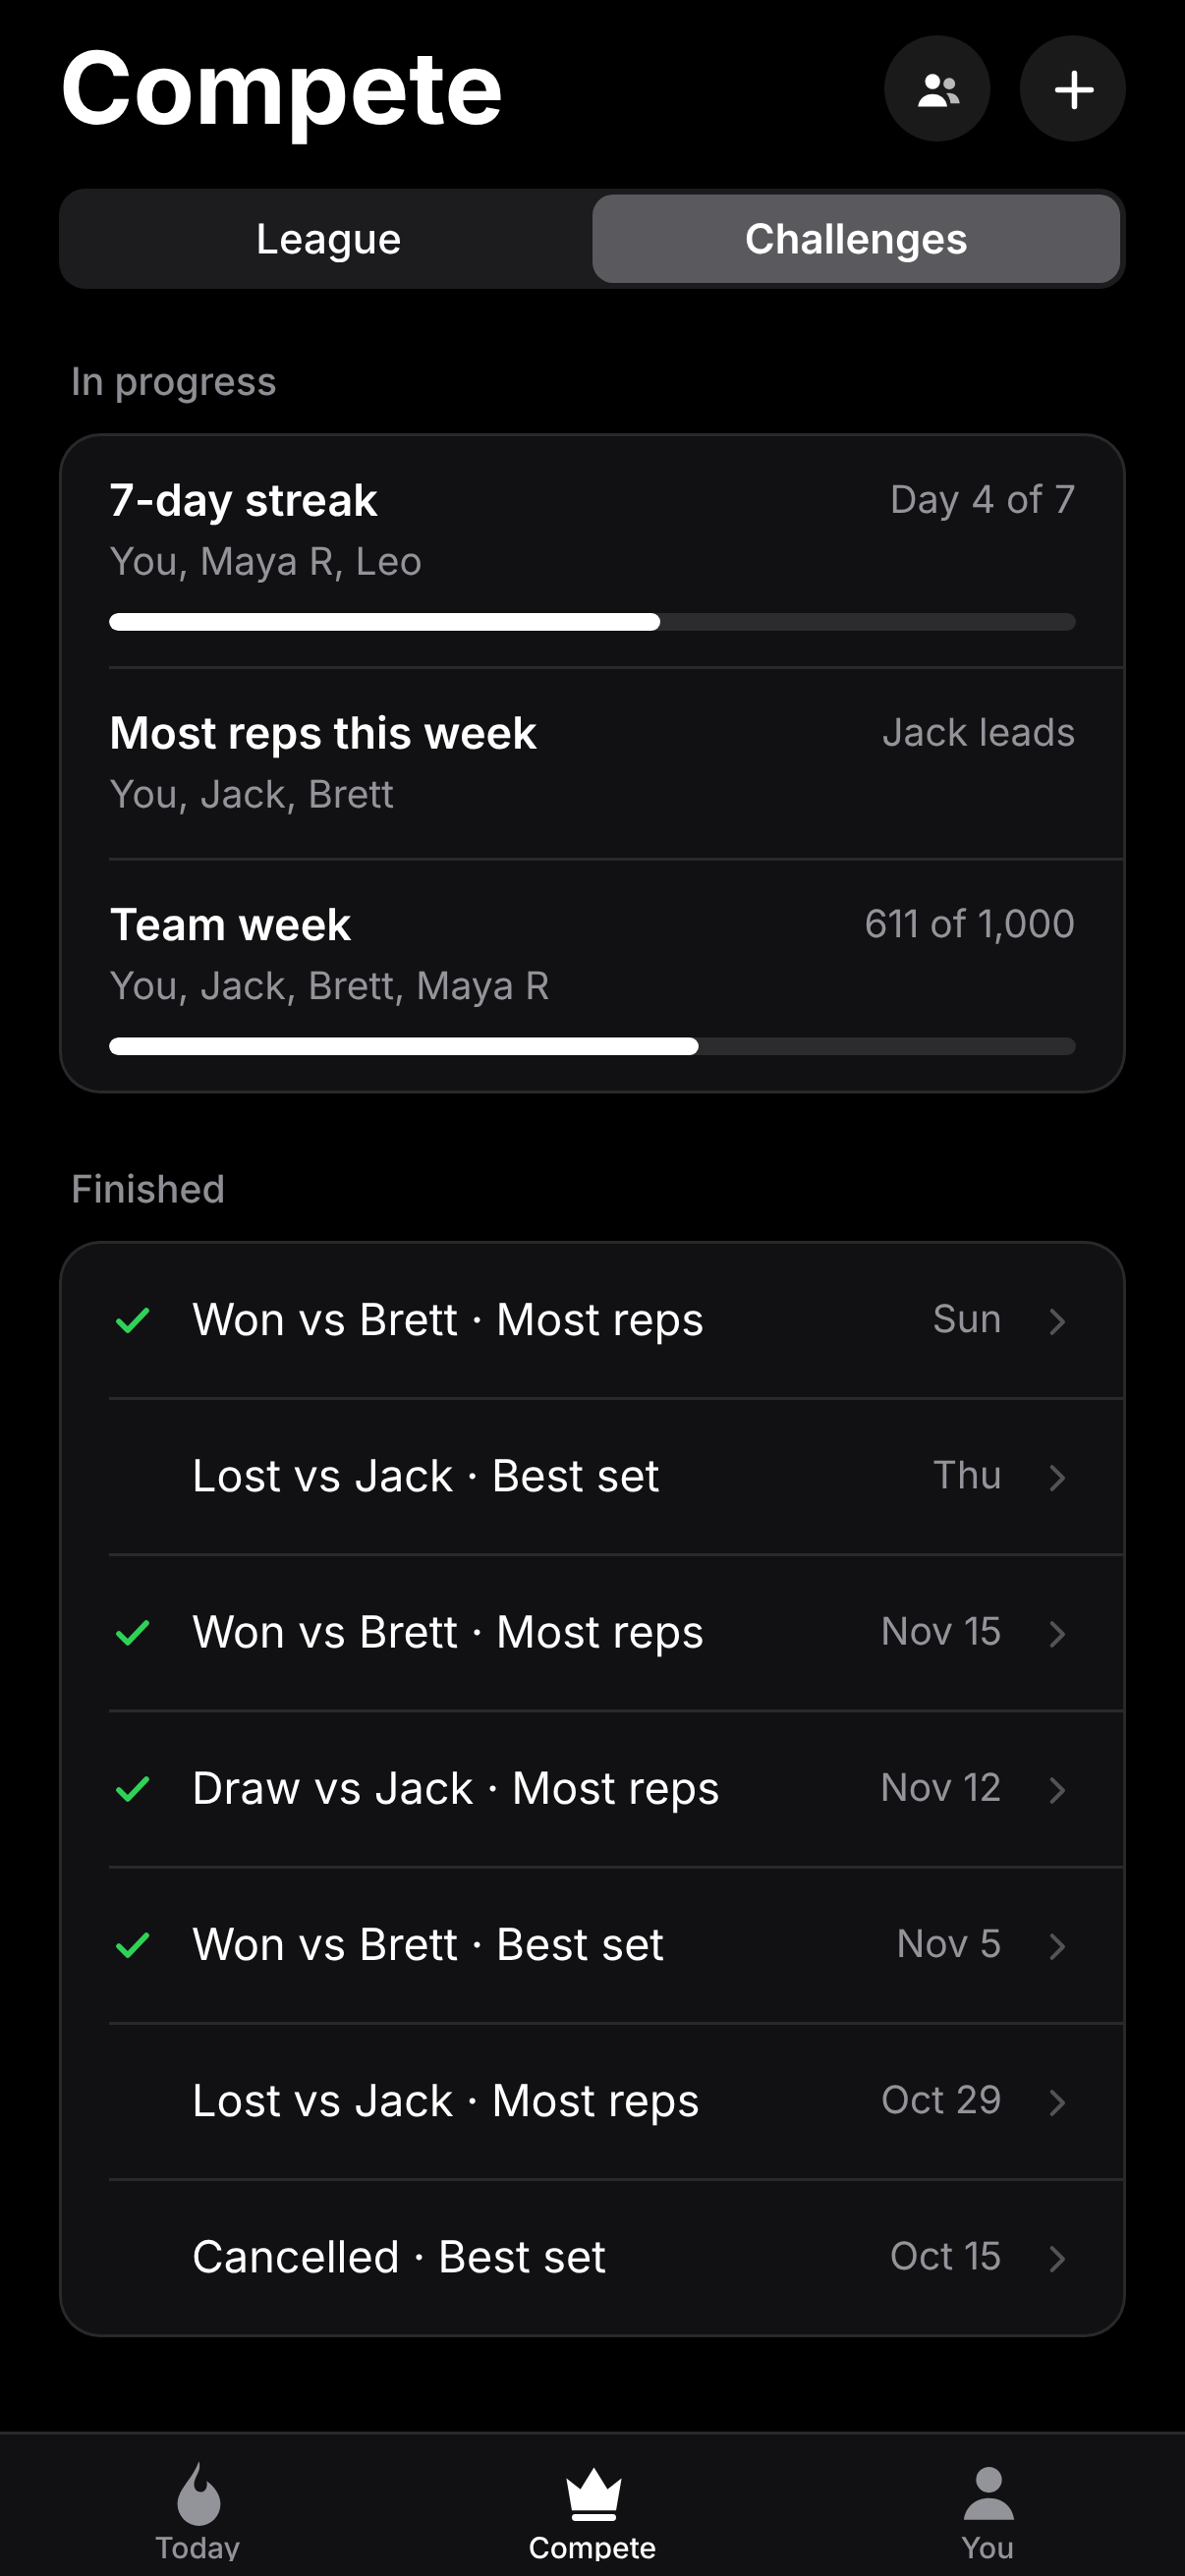 Compete
League
Challenges
In progress
7-day streak
Day 4 of 7
You, Maya R, Leo
Most reps this week
Jack leads
You, Jack, Brett
Team week
611 of 1,000
You, Jack, Brett, Maya R
Finished
Won vs Brett · Most reps
Sun
Lost vs Jack · Best set
Thu
Won vs Brett · Most reps
Nov 15
Draw vs Jack · Most reps
Nov 12
Won vs Brett · Best set
Nov 5
Lost vs Jack · Most reps
Oct 29
Cancelled · Best set
Oct 15
Today
Compete
You